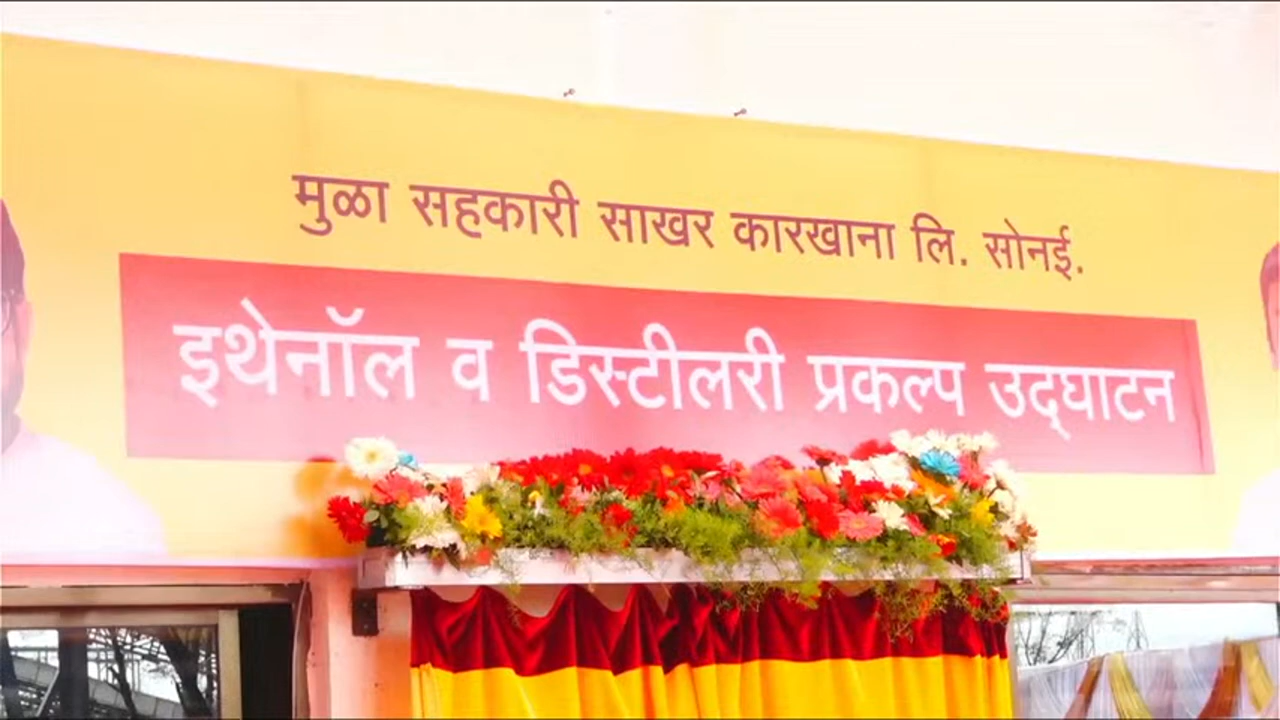 मुळा सहकारी साखर कारखाना लि. सोनई.
इथेनॉल व डिस्टीलरी प्रकल्प उद्‌घाटन